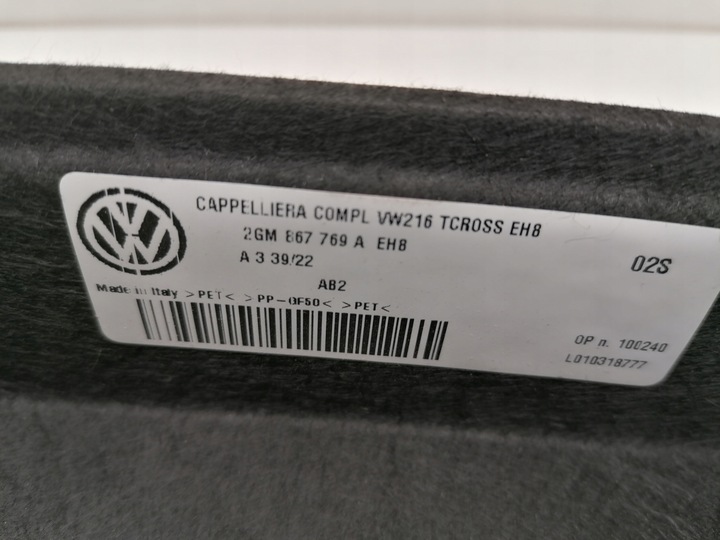 CAPPELLIERA COMPL VW216 TCROSS EH8
2GM 867 769 A EH8
A 3 39/22
02S
AB2
Made in Italy >PET< >PP-GF50< >PET<
OP n. 100240
L010318777